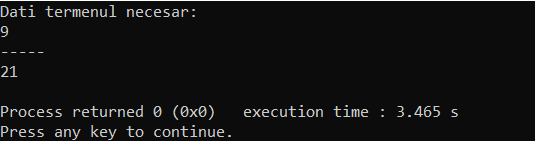 Dati termenul necesar:
9
-----
21
Process returned 0 (0x0)   execution time : 3.465 s
Press any key to continue.